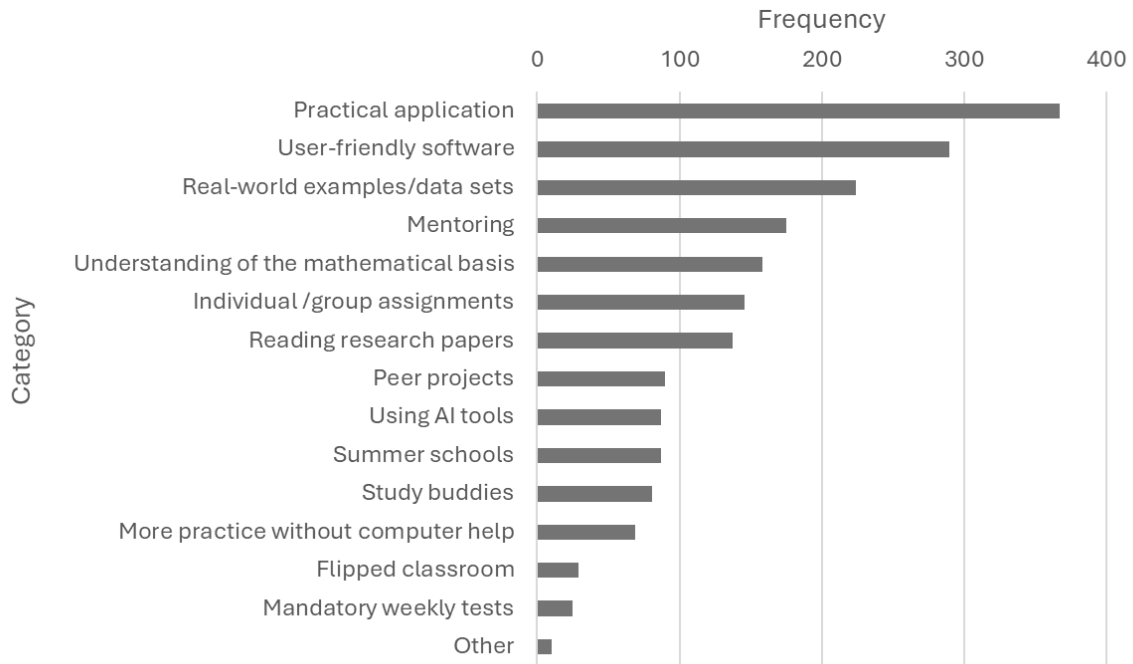 Frequency
0 100 200 300 400
Practical application
User-friendly software
Real-world examples/data sets
Mentoring
Understanding of the mathematical basis
Individual /group assignments
Reading research papers
Peer projects
Using AI tools
Summer schools
Study buddies
More practice without computer help
Flipped classroom
Mandatory weekly tests
Other
Category